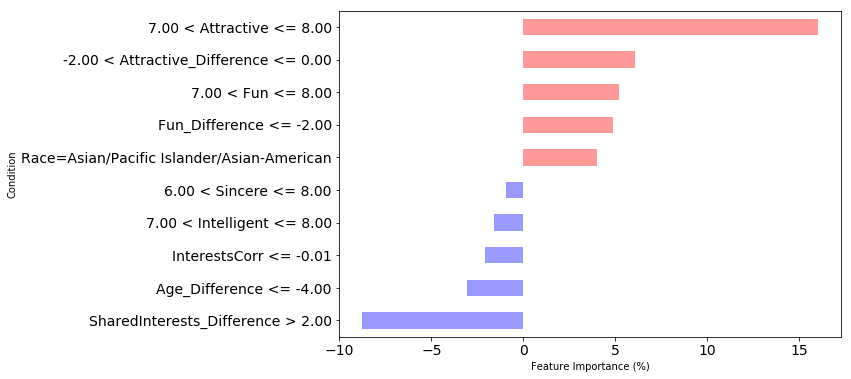 7.00 < Attractive <= 8.00
-2.00 < Attractive_Difference <= 0.00
7.00 < Fun <= 8.00
Fun_Difference <= -2.00
Race=Asian/Pacific Islander/Asian-American
6.00 < Sincere <= 8.00
7.00 < Intelligent <= 8.00
InterestsCorr <= -0.01
Age_Difference <= -4.00
SharedInterests_Difference > 2.00
Condition
−10 −5 0 5 10 15
Feature Importance (%)